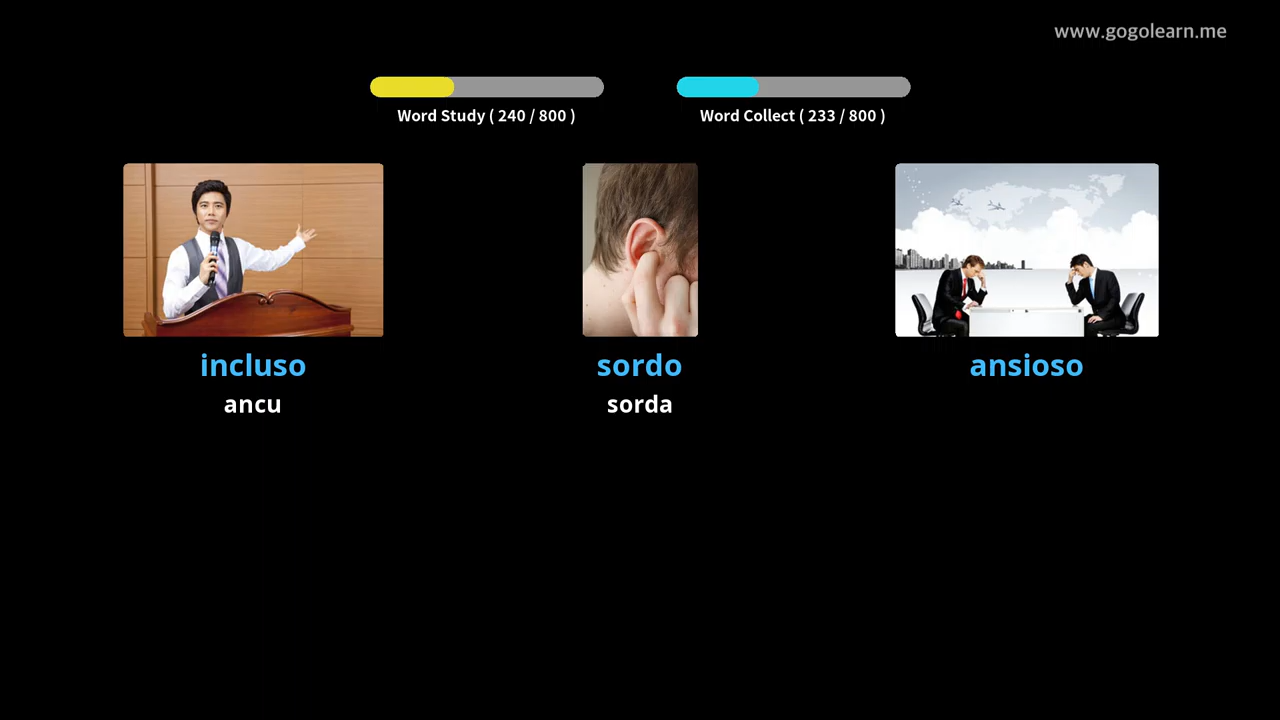 www.gogolearn.me
Word Study ( 240 / 800 )
Word Collect ( 233 / 800 )
incluso
ancu
sordo
sorda
ansioso